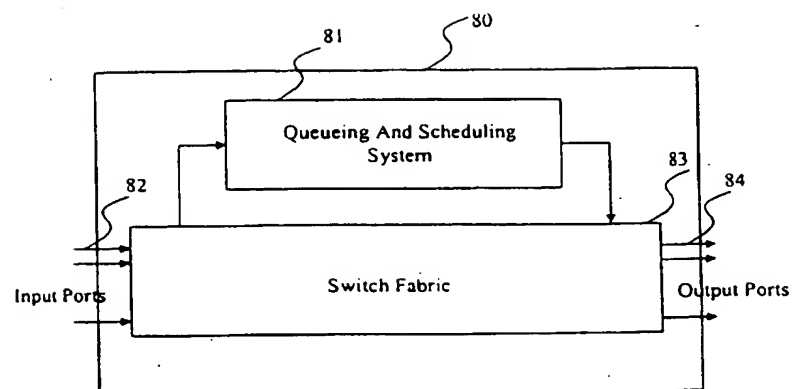 80
81
Queueing And Scheduling
System
82
83
84
Switch Fabric
Input Ports
Output Ports